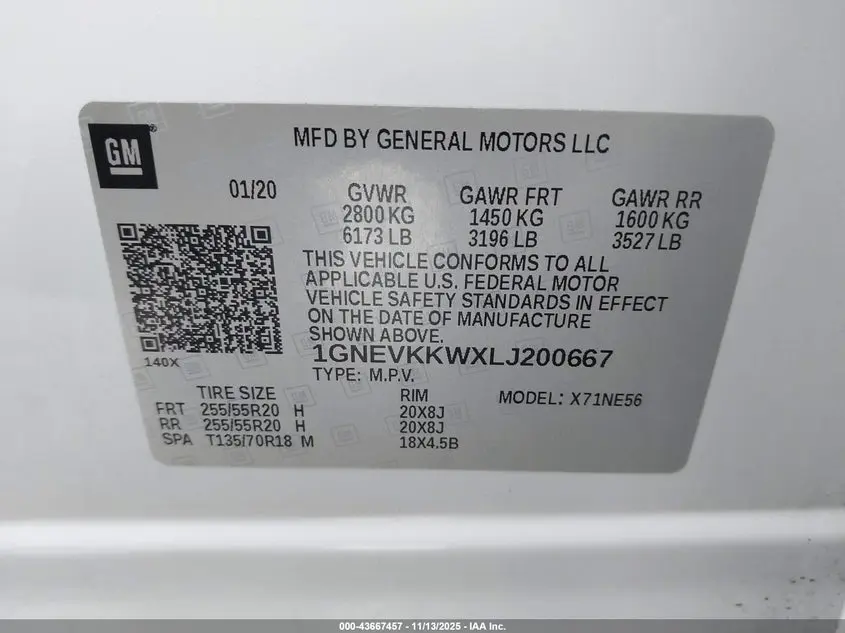 GM
MFD BY GENERAL MOTORS LLC
01/20
GVWR GAWR FRT GAWR RR
2800 KG 1450 KG 1600 KG
6173 LB 3196 LB 3527 LB
THIS VEHICLE CONFORMS TO ALL
APPLICABLE U.S. FEDERAL MOTOR
VEHICLE SAFETY STANDARDS IN EFFECT
ON THE DATE OF MANUFACTURE
SHOWN ABOVE.
140X
1GNEVKKWXLJ200667
TYPE: M.P.V.
MODEL: X71NE56
TIRE SIZE RIM
FRT 255/55R20 H 20X8J
RR 255/55R20 H 20X8J
SPA T135/70R18 M 18X4.5B
000-43667457 - 11/13/2025 - IAA Inc.